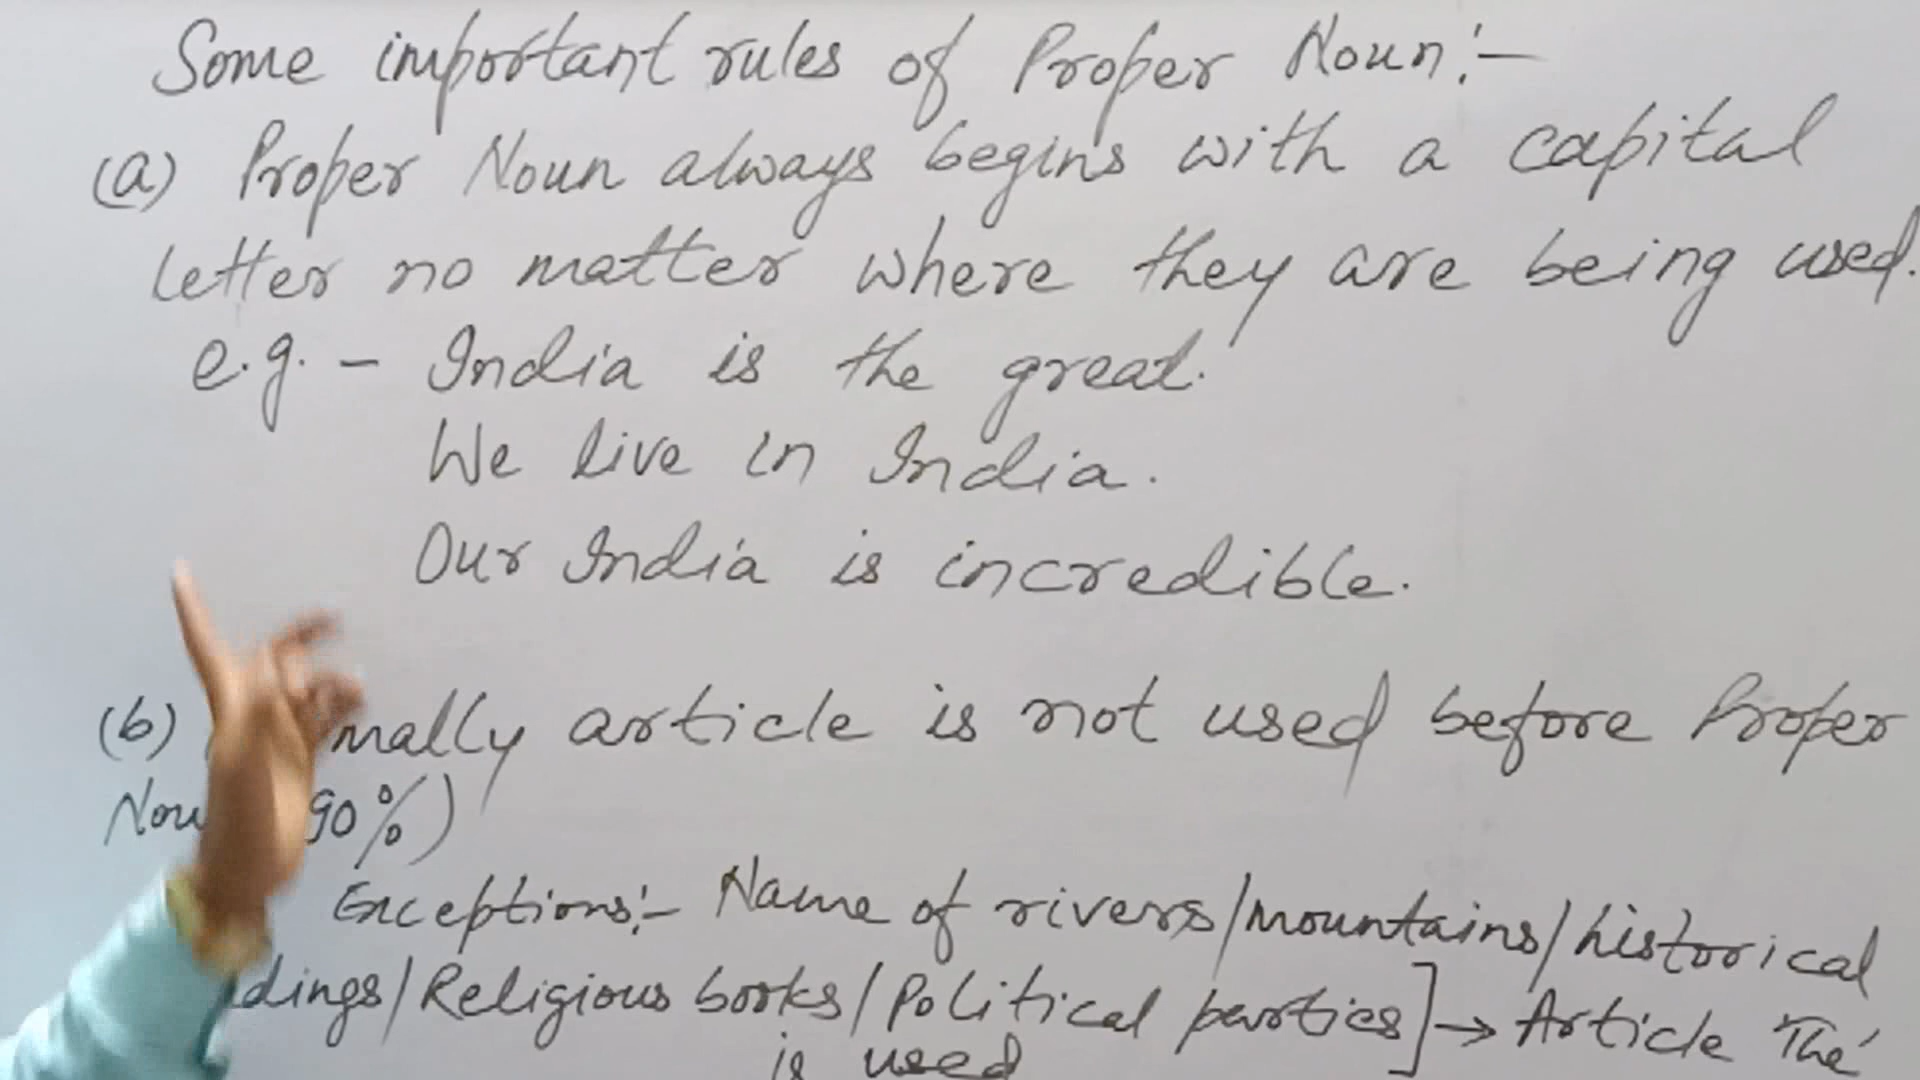 Some important rules of Proper Noun:-
(a) Proper Noun always begins with a capital
letter no matter where they are being used.
e.g. - India is the great.
We live in India.
Our India is incredible.
(b) article is not used before Proper
90%)
Exceptions:- Name of rivers/mountains/historical
/Religious books/Political parties] → Article 'The'
is used